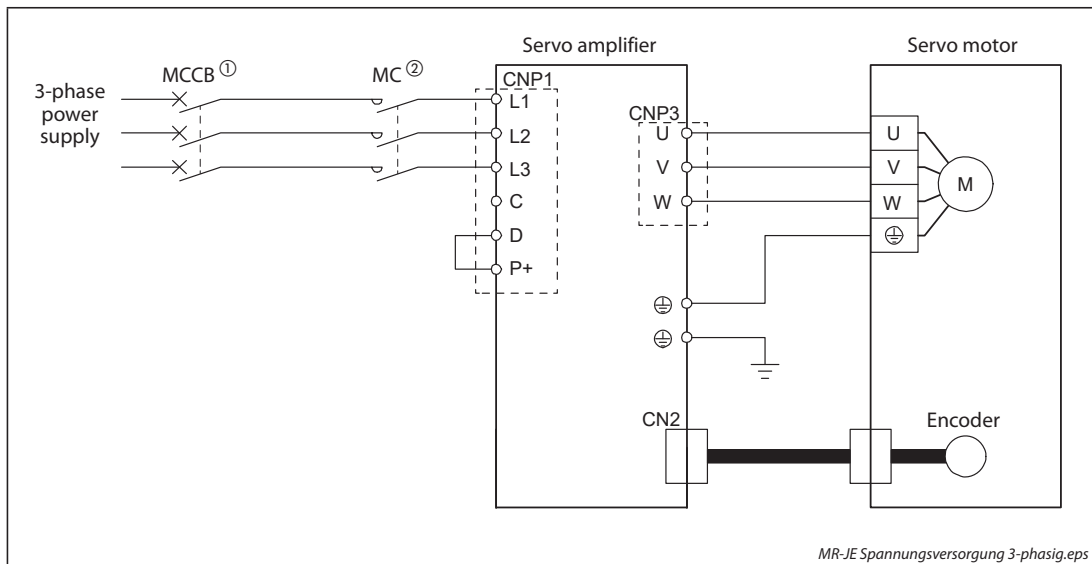 Servo amplifier
Servo motor
MCCB ①
MC ②
3-phase
power
supply
CNP1
L1
L2
L3
C
D
P+
CNP3
U
V
W
U
V
W
M
CN2
Encoder
MR-JE Spannungsversorgung 3-phasig.eps